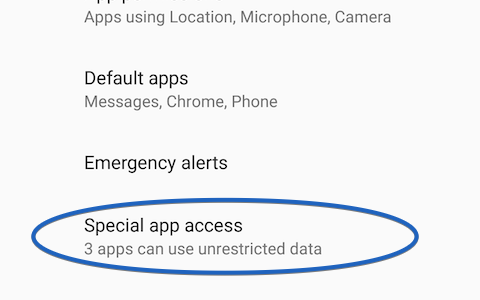 Apps using Location, Microphone, Camera
Default apps
Messages, Chrome, Phone
Emergency alerts
Special app access
3 apps can use unrestricted data